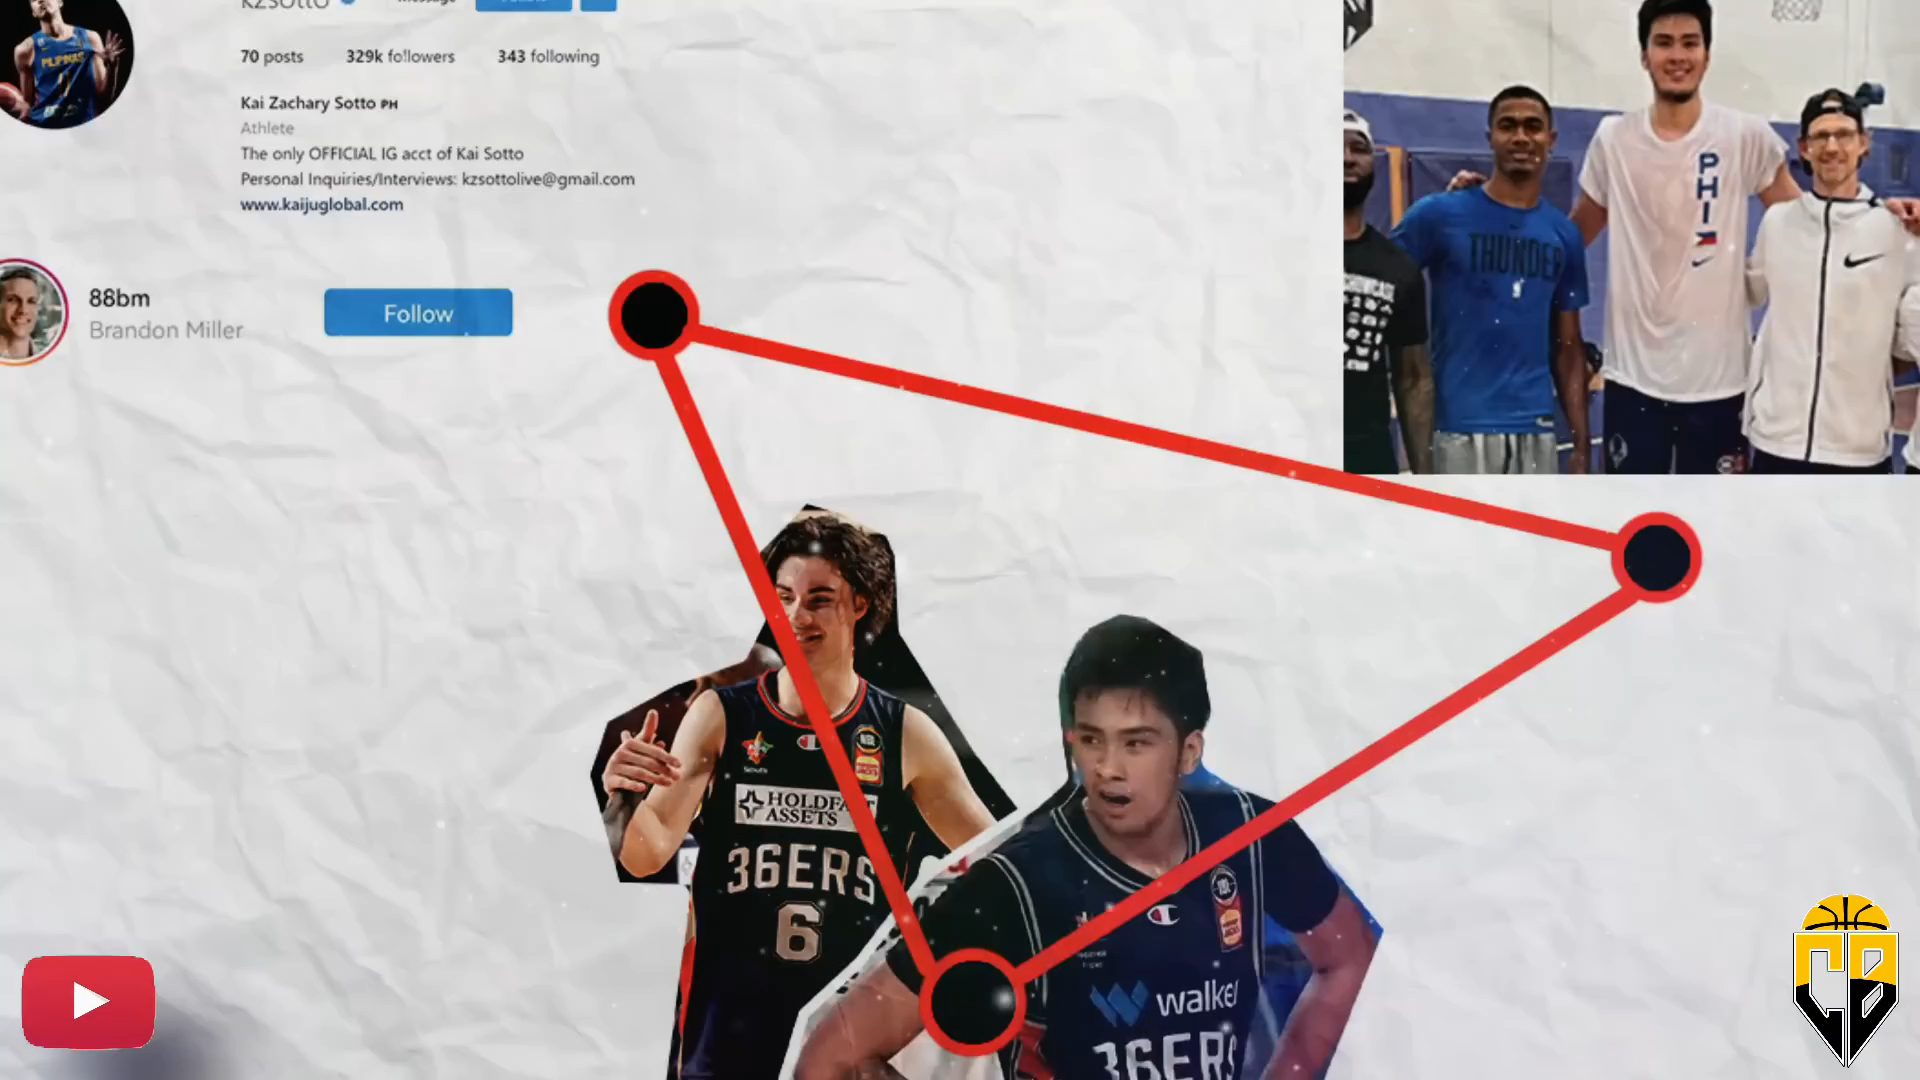 kzsotto
70 posts 329k followers 343 following
Kai Zachary Sotto PH
Athlete
The only OFFICIAL IG acct of Kai Sotto
Personal Inquiries/Interviews: kzsottolive@gmail.com
www.kaijuglobal.com
PILIPINAS
88bm
Brandon Miller
Follow
THUNDER
PHI
HOLDFAST
ASSETS
36ERS
6
walker
36ERS
CB